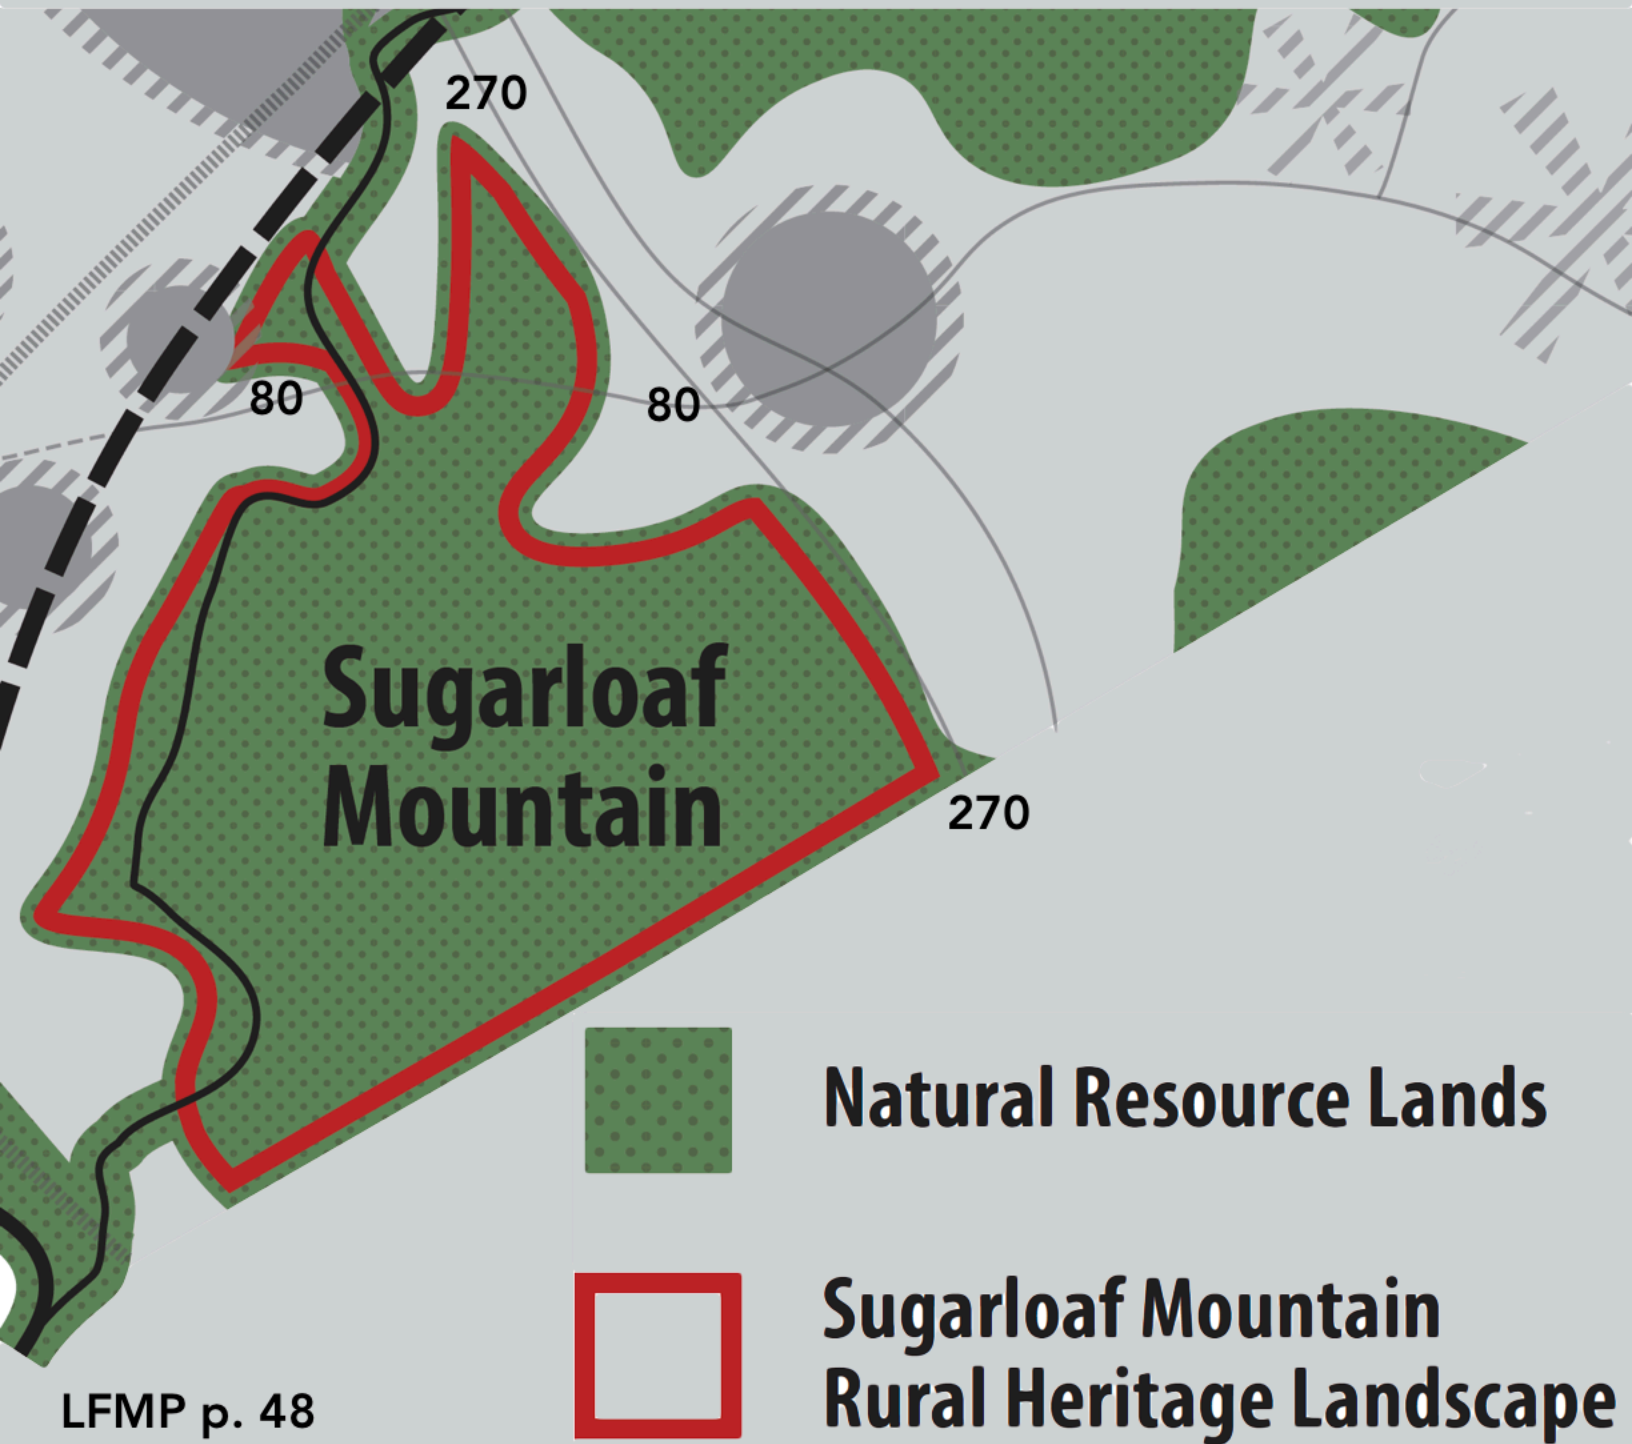 270
80
80
Sugarloaf
Mountain
270
Natural Resource Lands
Sugarloaf Mountain
Rural Heritage Landscape
LFMP p. 48